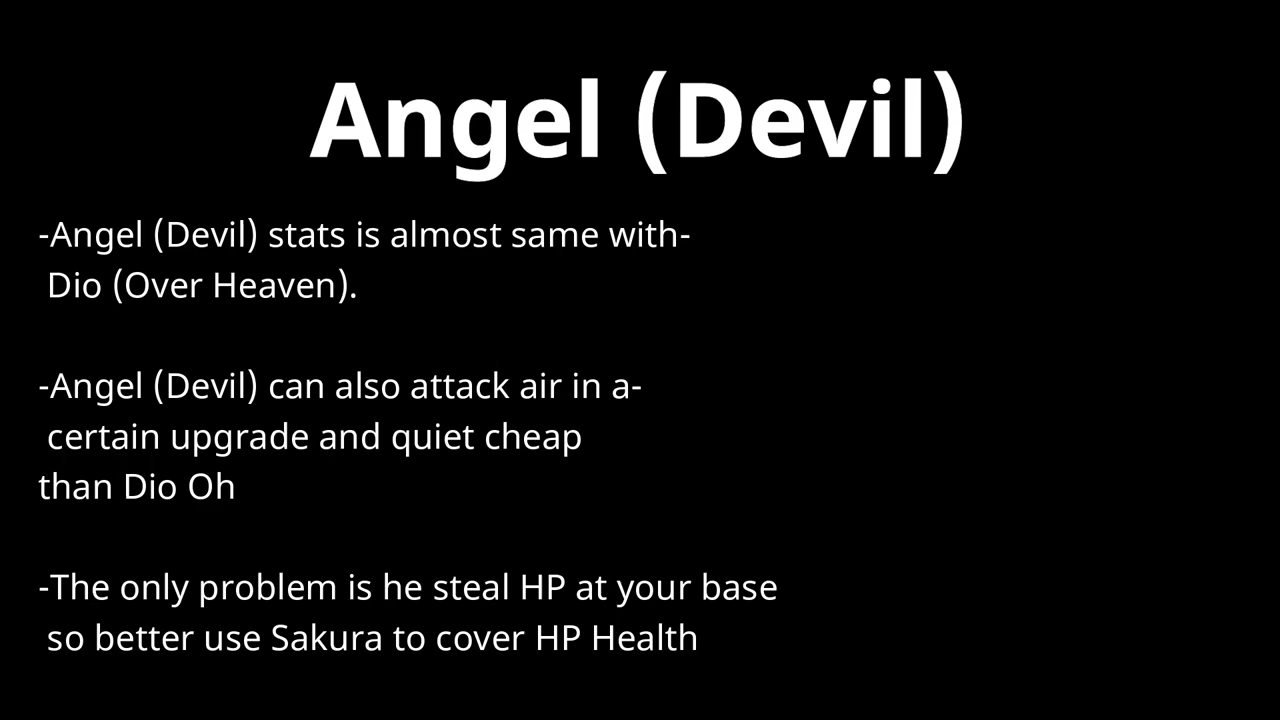 Angel (Devil)
-Angel (Devil) stats is almost same with-
Dio (Over Heaven).
-Angel (Devil) can also attack air in a-
certain upgrade and quiet cheap
than Dio Oh
-The only problem is he steal HP at your base
so better use Sakura to cover HP Health